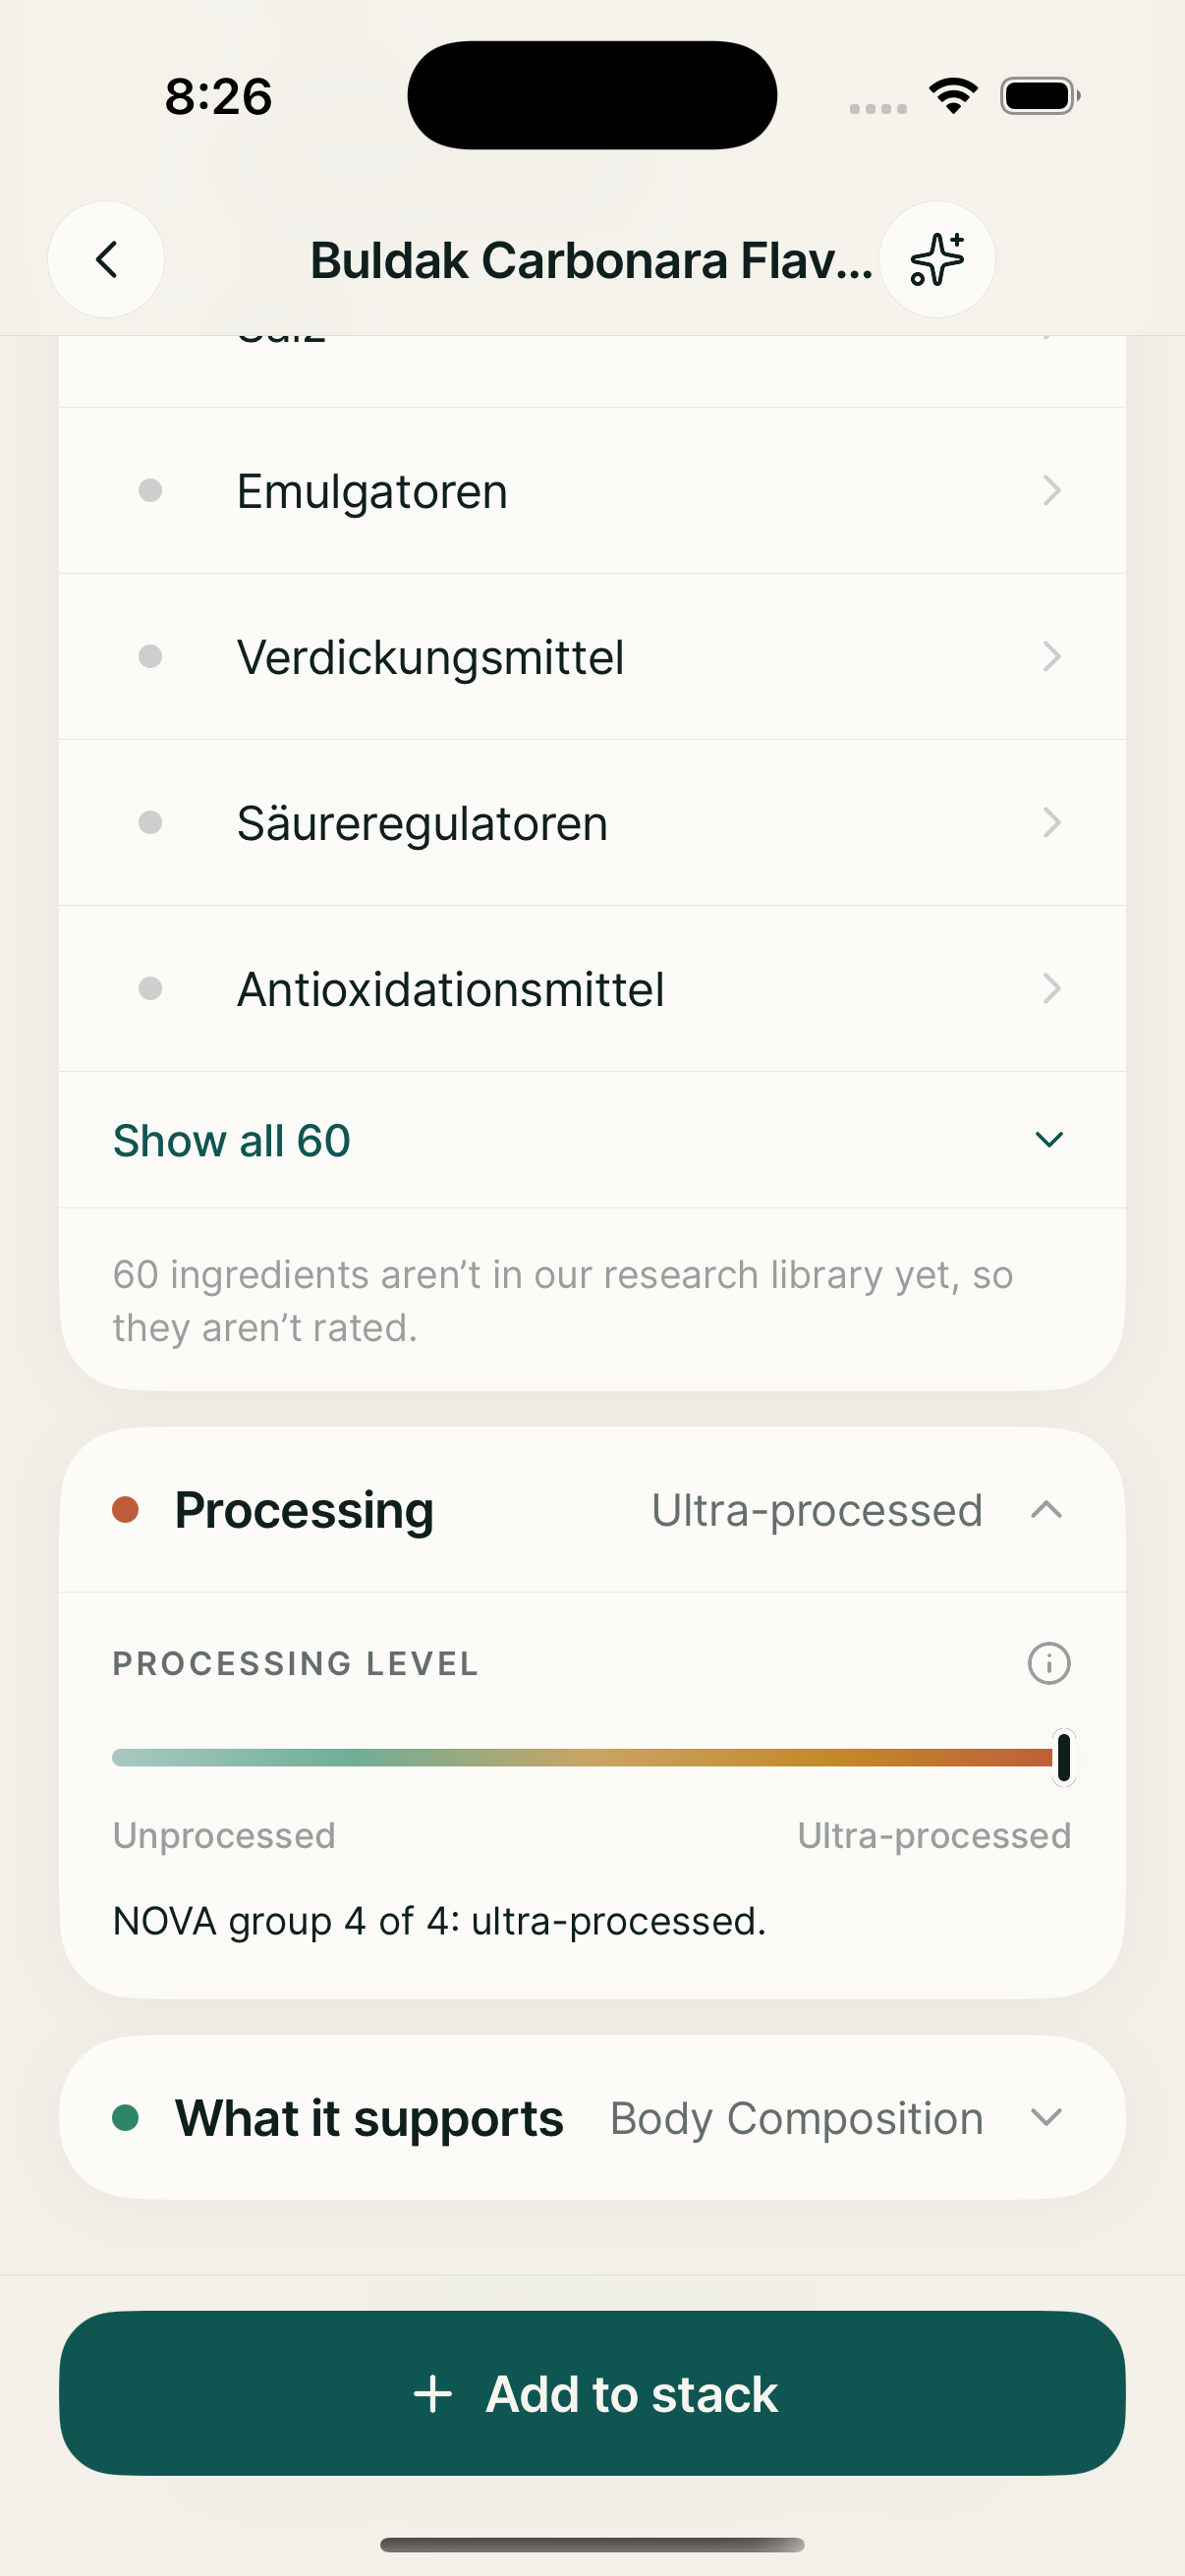 8:26
Buldak Carbonara Flav...
Salz
Emulgatoren
Verdickungsmittel
Säureregulatoren
Antioxidationsmittel
Show all 60
60 ingredients aren’t in our research library yet, so
they aren’t rated.
Processing Ultra-processed
PROCESSING LEVEL
Unprocessed Ultra-processed
NOVA group 4 of 4: ultra-processed.
What it supports Body Composition
Add to stack